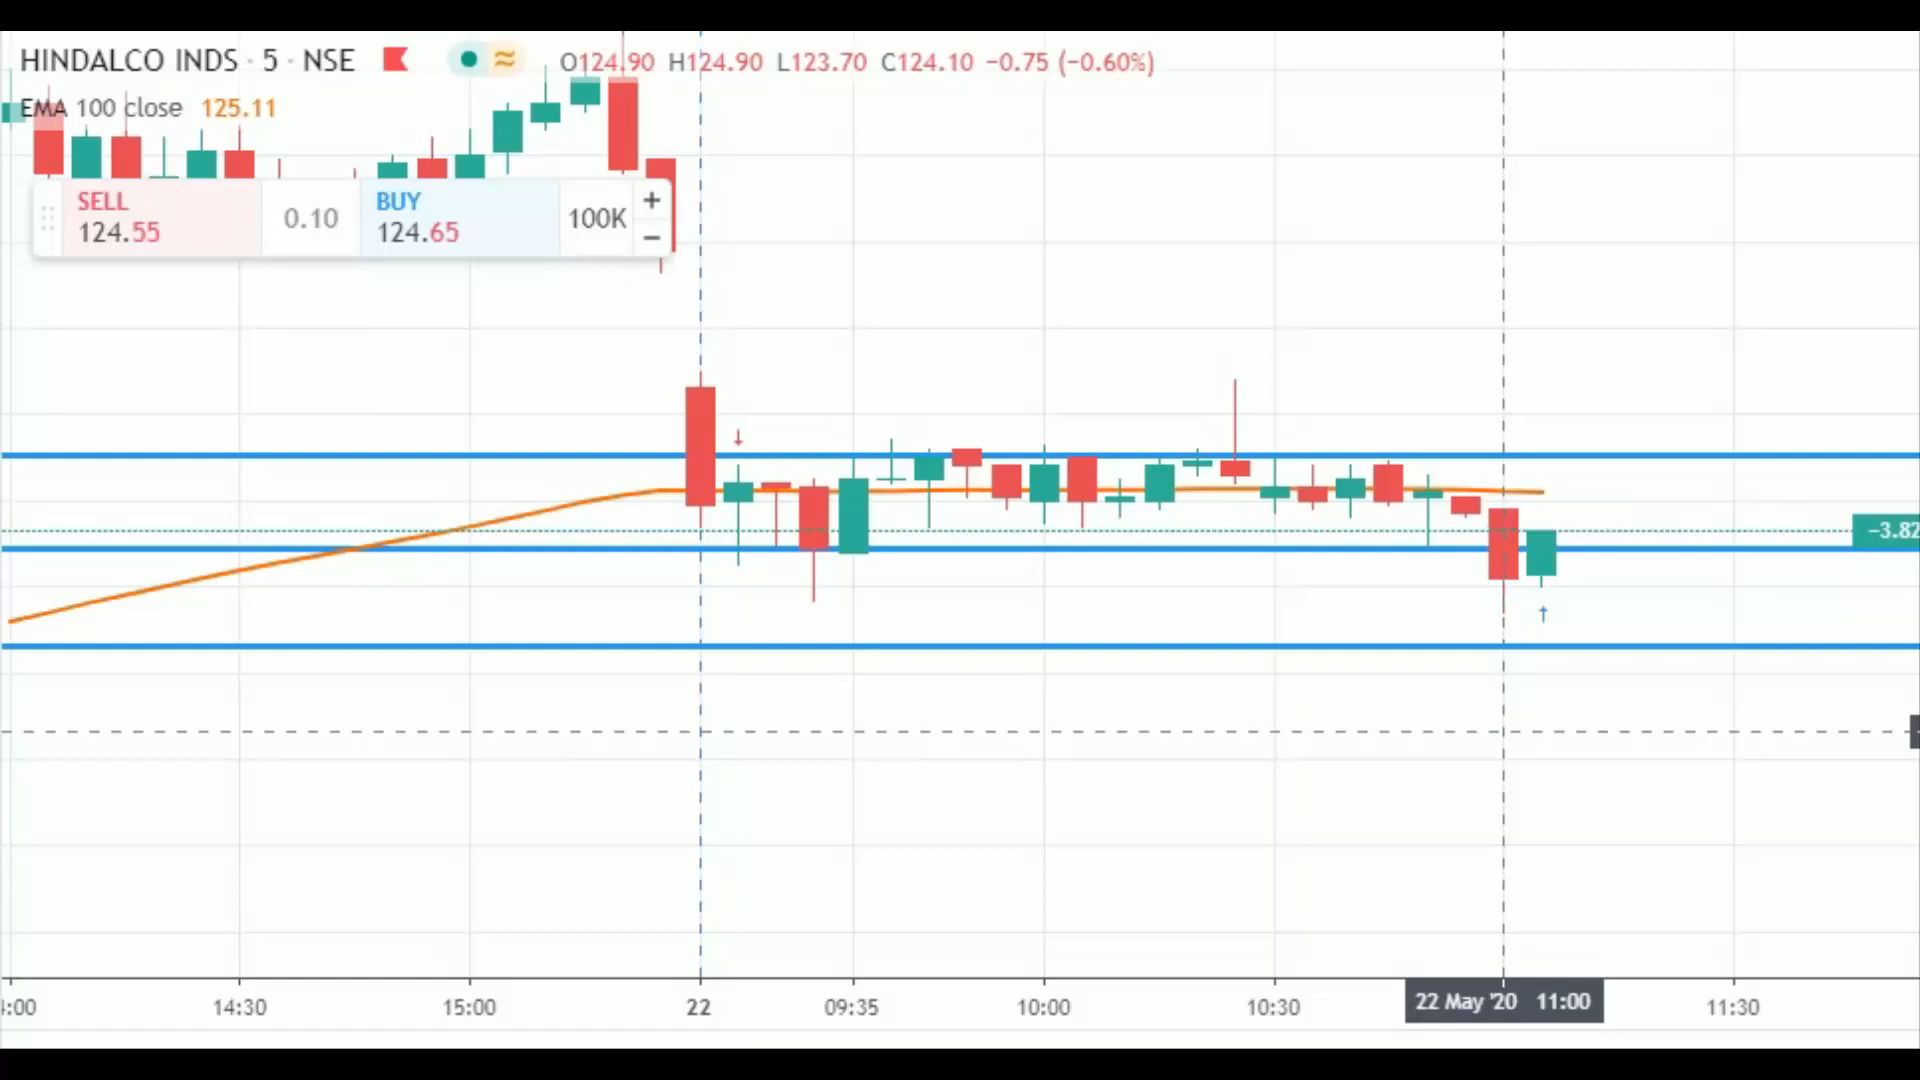 HINDALCO INDS · 5 · NSE O124.90 H124.90 L123.70 C124.10 −0.75 (−0.60%)
EMA 100 close 125.11
SELL BUY
124.55 0.10 124.65 100K + −
−3.82
14:30 15:00 22 09:35 10:00 10:30 22 May '20 11:00 11:30